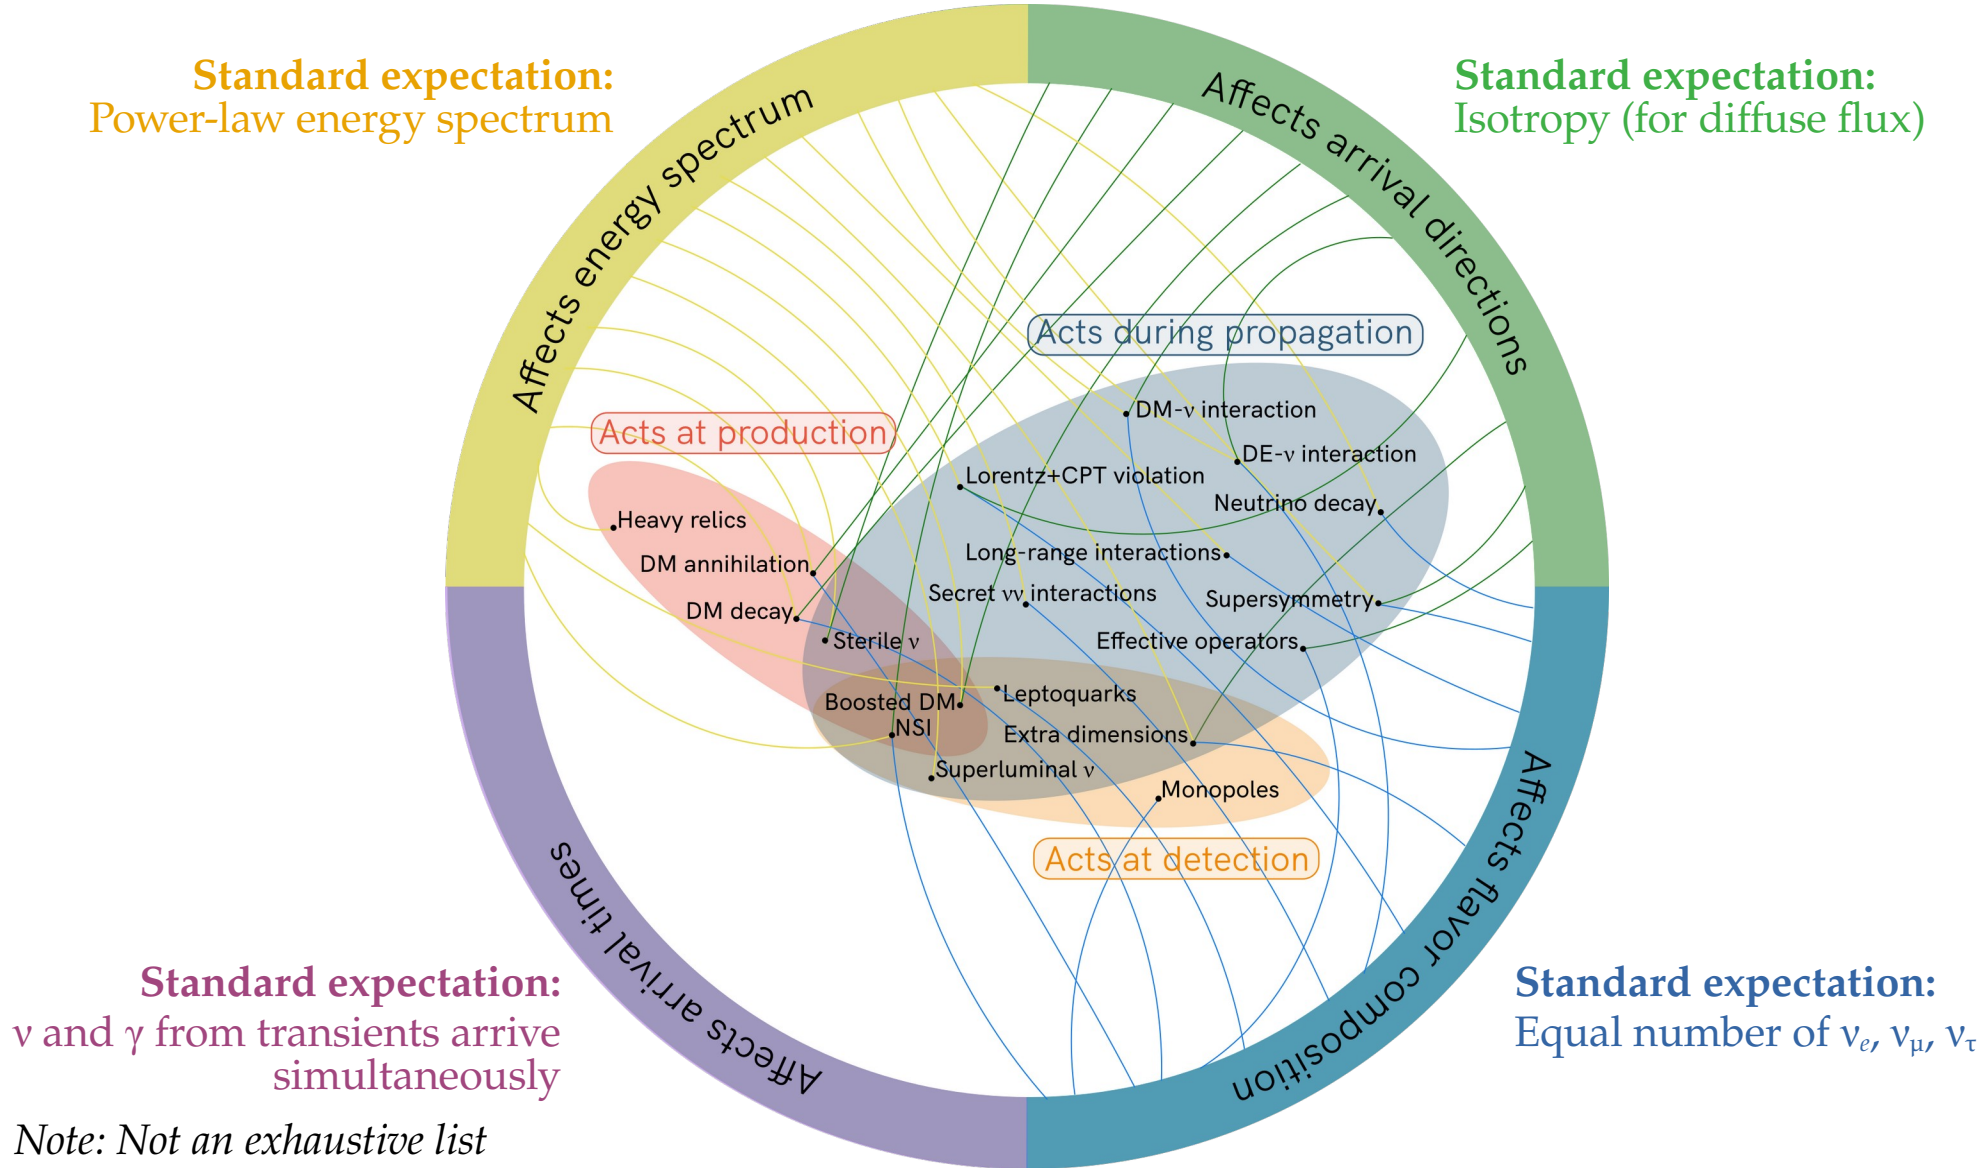 Standard expectation:
Power-law energy spectrum
Standard expectation:
Isotropy (for diffuse flux)
Affects energy spectrum
Affects arrival directions
Acts during propagation
Acts at production
DM-ν interaction
DE-ν interaction
Lorentz+CPT violation
Neutrino decay
Heavy relics
Long-range interactions
DM annihilation
Secret νν interactions
Supersymmetry
DM decay
Sterile ν
Effective operators
Leptoquarks
Boosted DM
NSI
Extra dimensions
Superluminal ν
Monopoles
Acts at detection
Affects arrival times
Affects flavor composition
Standard expectation:
ν and γ from transients arrive
simultaneously
Standard expectation:
Equal number of νe, νμ, ντ
Note: Not an exhaustive list